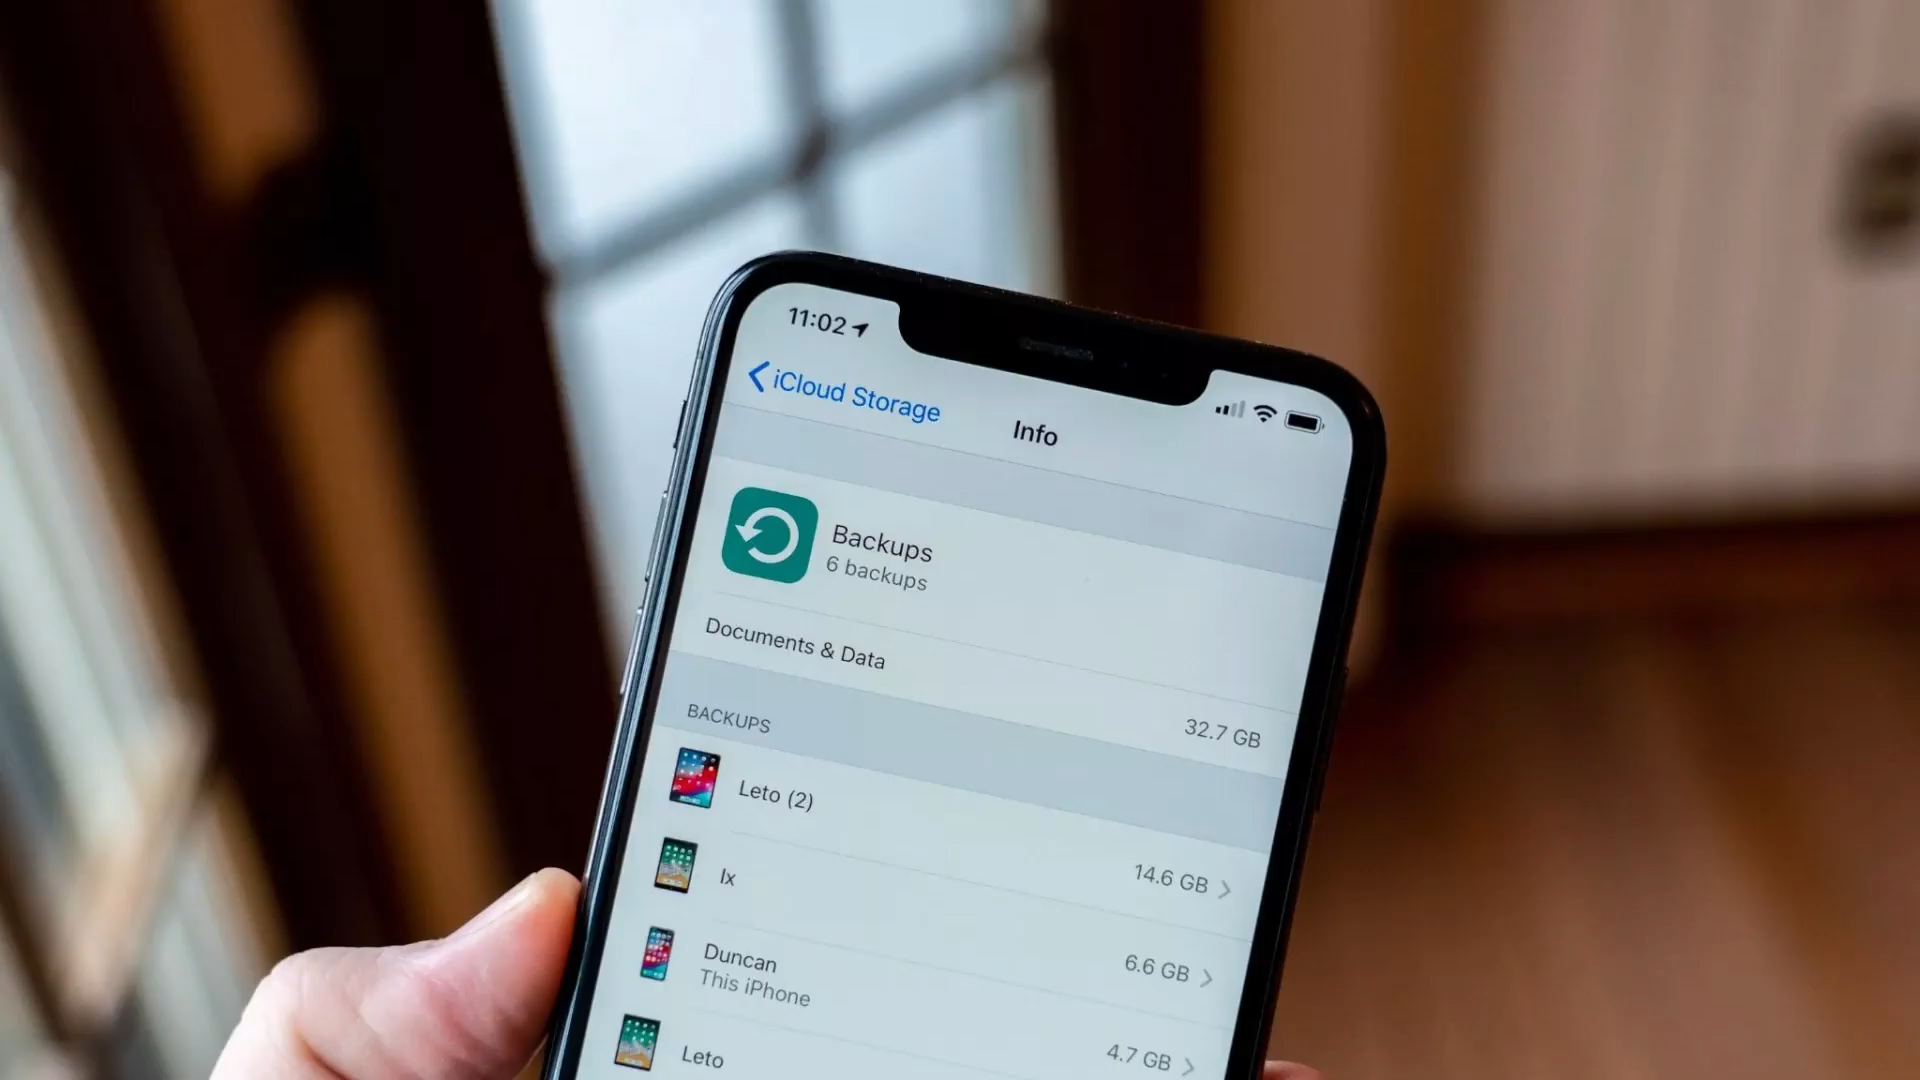 11:02
iCloud Storage
Info
Backups
6 backups
Documents & Data
32.7 GB
BACKUPS
Leto (2)
14.6 GB
Ix
6.6 GB
Duncan
This iPhone
4.7 GB
Leto